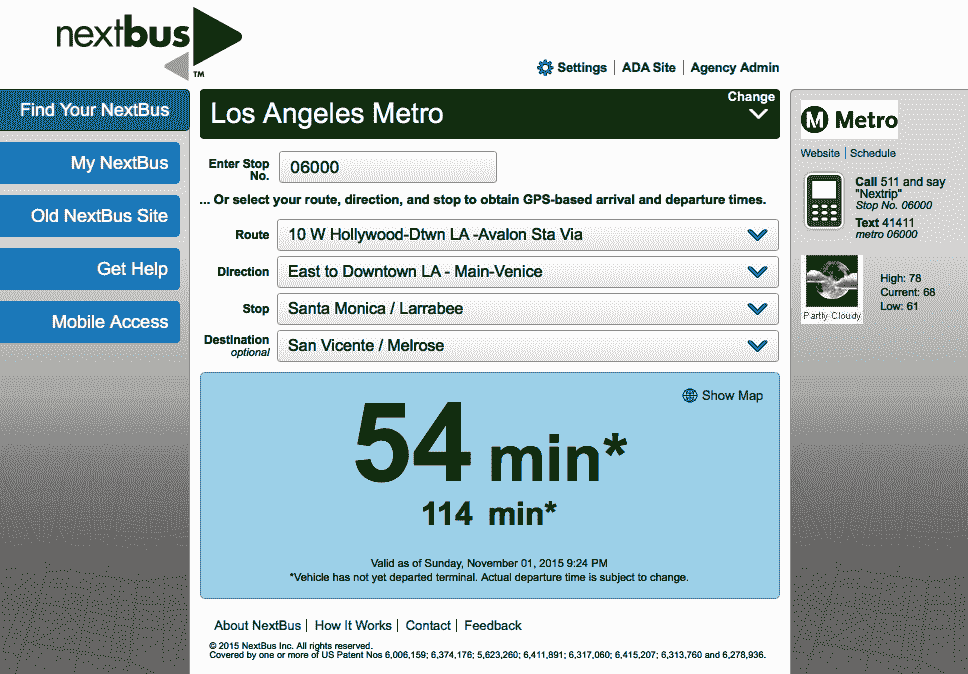 nextbus
TM
Settings | ADA Site | Agency Admin
Find Your NextBus
My NextBus
Old NextBus Site
Get Help
Mobile Access
Los Angeles Metro
Change
Enter Stop No.
06000
... Or select your route, direction, and stop to obtain GPS-based arrival and departure times.
Route
10 W Hollywood-Dtwn LA -Avalon Sta Via
Direction
East to Downtown LA - Main-Venice
Stop
Santa Monica / Larrabee
Destination
optional
San Vicente / Melrose
Show Map
54 min*
114 min*
Valid as of Sunday, November 01, 2015 9:24 PM
*Vehicle has not yet departed terminal. Actual departure time is subject to change.
About NextBus | How It Works | Contact | Feedback
© 2015 NextBus Inc. All rights reserved.
Covered by one or more of US Patent Nos 6,006,159; 6,374,176; 5,623,260; 6,411,891; 6,317,060; 6,415,207; 6,313,760 and 6,278,936.
M Metro
Website | Schedule
Call 511 and say
"Nextrip"
Stop No. 06000
Text 41411
metro 06000
Partly Cloudy
High: 78
Current: 68
Low: 61